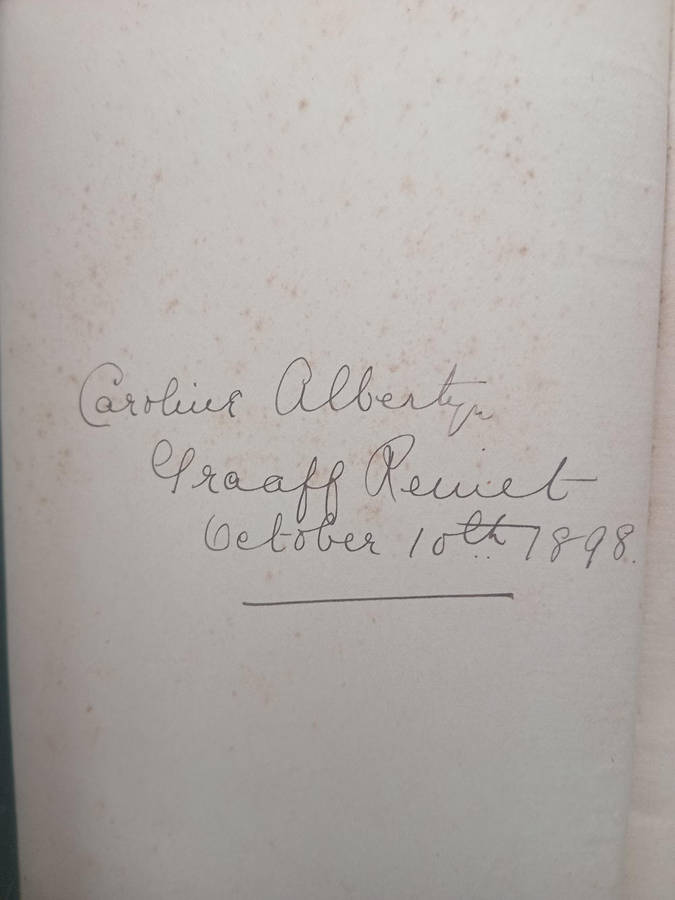 Caroline Albertyn
Graaff Reinet
October 10th 1898.